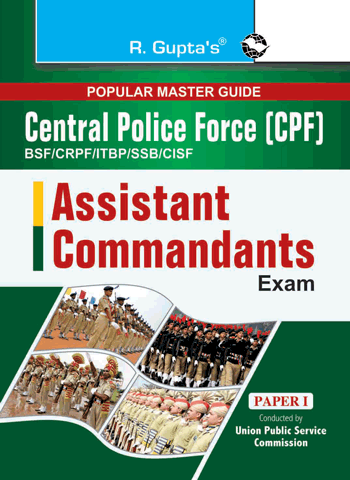 R. Gupta's®
POPULAR MASTER GUIDE
Central Police Force (CPF)
BSF/CRPF/ITBP/SSB/CISF
Assistant
Commandants
Exam
PAPER I
Conducted by
Union Public Service
Commission